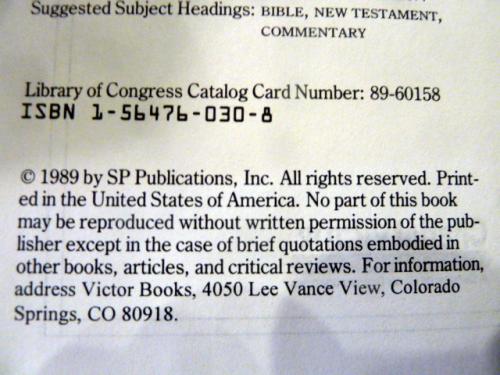 Suggested Subject Headings: BIBLE, NEW TESTAMENT,
COMMENTARY
Library of Congress Catalog Card Number: 89-60158
ISBN 1-56476-030-8
© 1989 by SP Publications, Inc. All rights reserved. Print-
ed in the United States of America. No part of this book
may be reproduced without written permission of the pub-
lisher except in the case of brief quotations embodied in
other books, articles, and critical reviews. For information,
address Victor Books, 4050 Lee Vance View, Colorado
Springs, CO 80918.